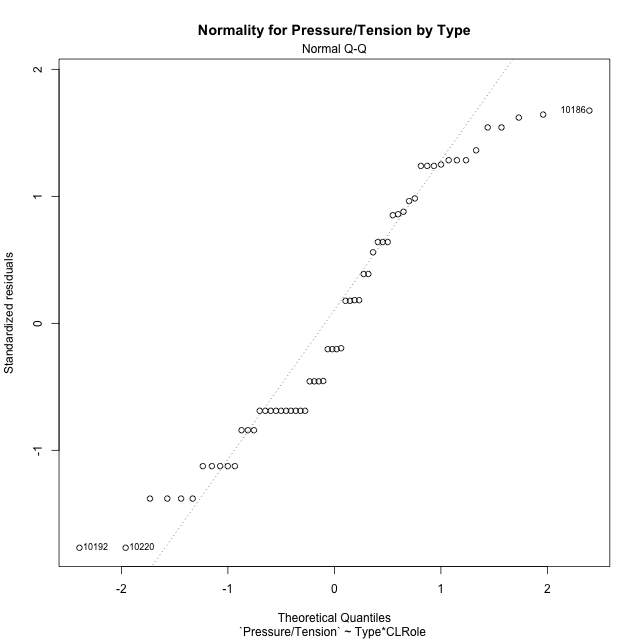 Normality for Pressure/Tension by Type
Normal Q-Q
2
1
0
-1
Standardized residuals
10186
10192
10220
-2
-1
0
1
2
Theoretical Quantiles
`Pressure/Tension` ~ Type*CLRole